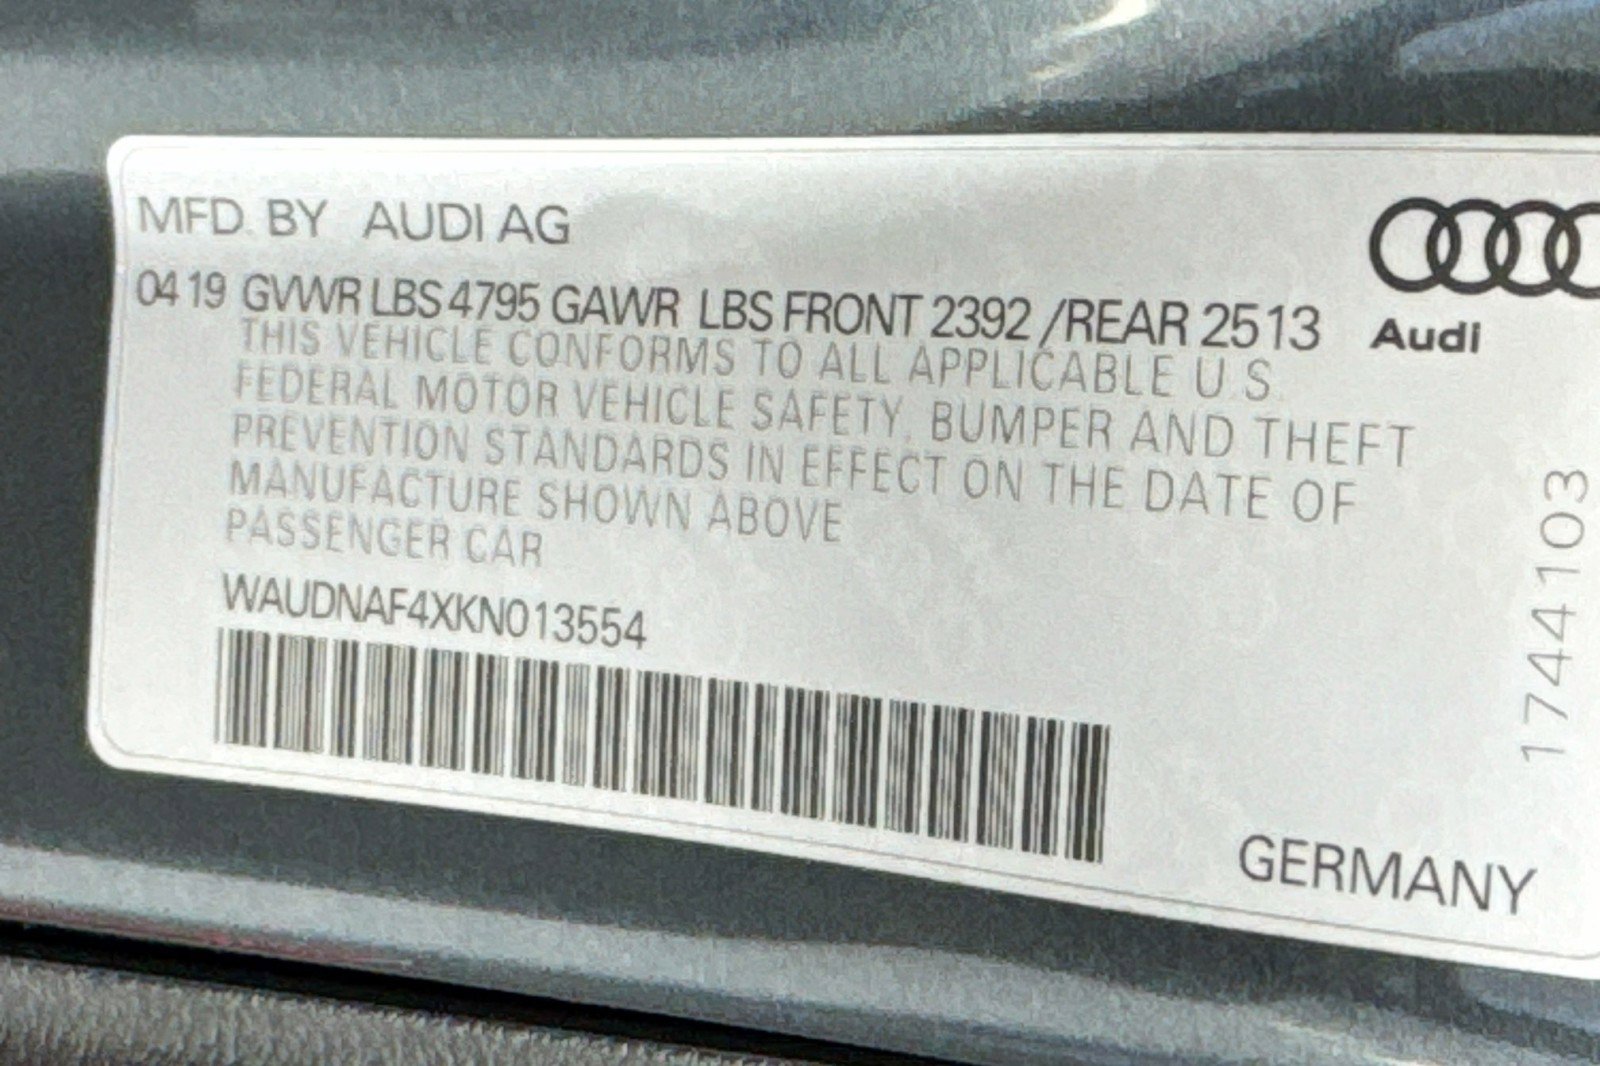 MFD. BY AUDI AG
04 19 GVWR LBS 4795 GAWR LBS FRONT 2392 /REAR 2513
Audi
THIS VEHICLE CONFORMS TO ALL APPLICABLE U.S.
FEDERAL MOTOR VEHICLE SAFETY, BUMPER AND THEFT
PREVENTION STANDARDS IN EFFECT ON THE DATE OF
MANUFACTURE SHOWN ABOVE
PASSENGER CAR
WAUDNAF4XKN013554
1744103
GERMANY